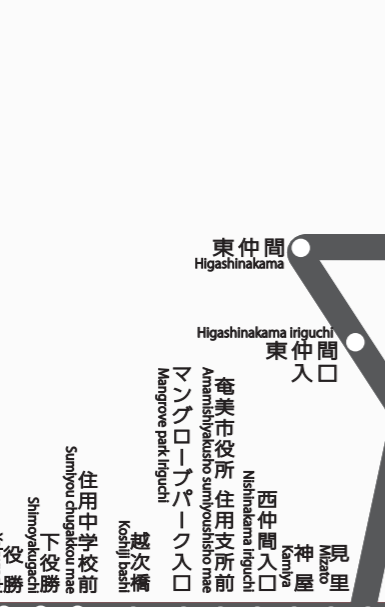 東仲間
Higashinakama
Higashinakama iriguchi
東仲間
入口
見里
Mizato
神屋
Kamiya
西仲間入口
Nishinakama iriguchi
奄美市役所 住用支所前
Amamishiyakusho sumiyoushisho mae
マングローブパーク入口
Mangrove park Iriguchi
越次橋
Koshiji bashi
住用中学校前
Sumiyou chugakkou mae
下役勝
Shimoyakugachi
役勝